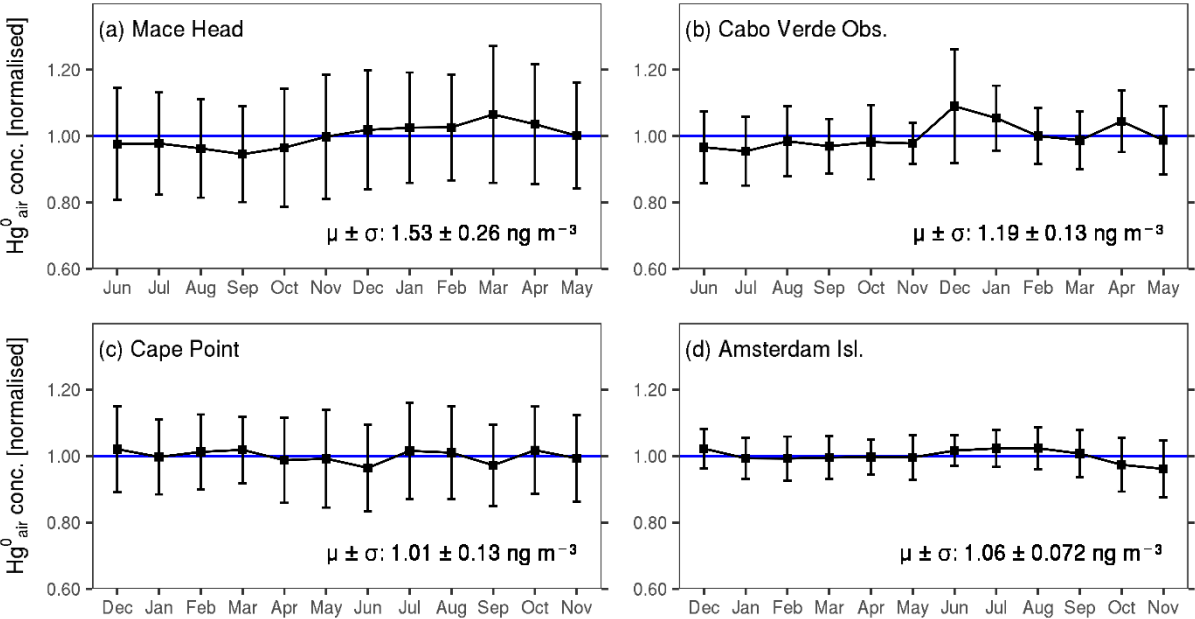 (a) Mace Head
Hg⁰air conc. [normalised]
1.20
1.00
0.80
0.60
μ ± σ: 1.53 ± 0.26 ng m⁻³
Jun Jul Aug Sep Oct Nov Dec Jan Feb Mar Apr May
(b) Cabo Verde Obs.
1.20
1.00
0.80
0.60
μ ± σ: 1.19 ± 0.13 ng m⁻³
Jun Jul Aug Sep Oct Nov Dec Jan Feb Mar Apr May
(c) Cape Point
Hg⁰air conc. [normalised]
1.20
1.00
0.80
0.60
μ ± σ: 1.01 ± 0.13 ng m⁻³
Dec Jan Feb Mar Apr May Jun Jul Aug Sep Oct Nov
(d) Amsterdam Isl.
1.20
1.00
0.80
0.60
μ ± σ: 1.06 ± 0.072 ng m⁻³
Dec Jan Feb Mar Apr May Jun Jul Aug Sep Oct Nov